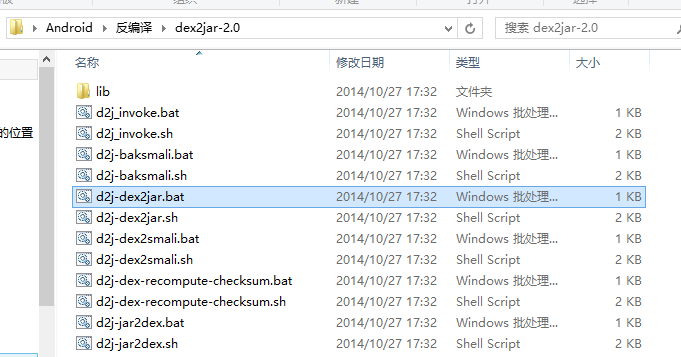 组织
新建
打开
选择
Android 反编译 dex2jar-2.0
搜索 dex2jar-2.0
名称 修改日期 类型 大小
lib 2014/10/27 17:32 文件夹
的位置
d2j_invoke.bat 2014/10/27 17:32 Windows 批处理... 1 KB
d2j_invoke.sh 2014/10/27 17:32 Shell Script 2 KB
d2j-baksmali.bat 2014/10/27 17:32 Windows 批处理... 1 KB
d2j-baksmali.sh 2014/10/27 17:32 Shell Script 2 KB
d2j-dex2jar.bat 2014/10/27 17:32 Windows 批处理... 1 KB
d2j-dex2jar.sh 2014/10/27 17:32 Shell Script 2 KB
d2j-dex2smali.bat 2014/10/27 17:32 Windows 批处理... 1 KB
d2j-dex2smali.sh 2014/10/27 17:32 Shell Script 2 KB
d2j-dex-recompute-checksum.bat 2014/10/27 17:32 Windows 批处理... 1 KB
d2j-dex-recompute-checksum.sh 2014/10/27 17:32 Shell Script 2 KB
d2j-jar2dex.bat 2014/10/27 17:32 Windows 批处理... 1 KB
d2j-jar2dex.sh 2014/10/27 17:32 Shell Script 2 KB